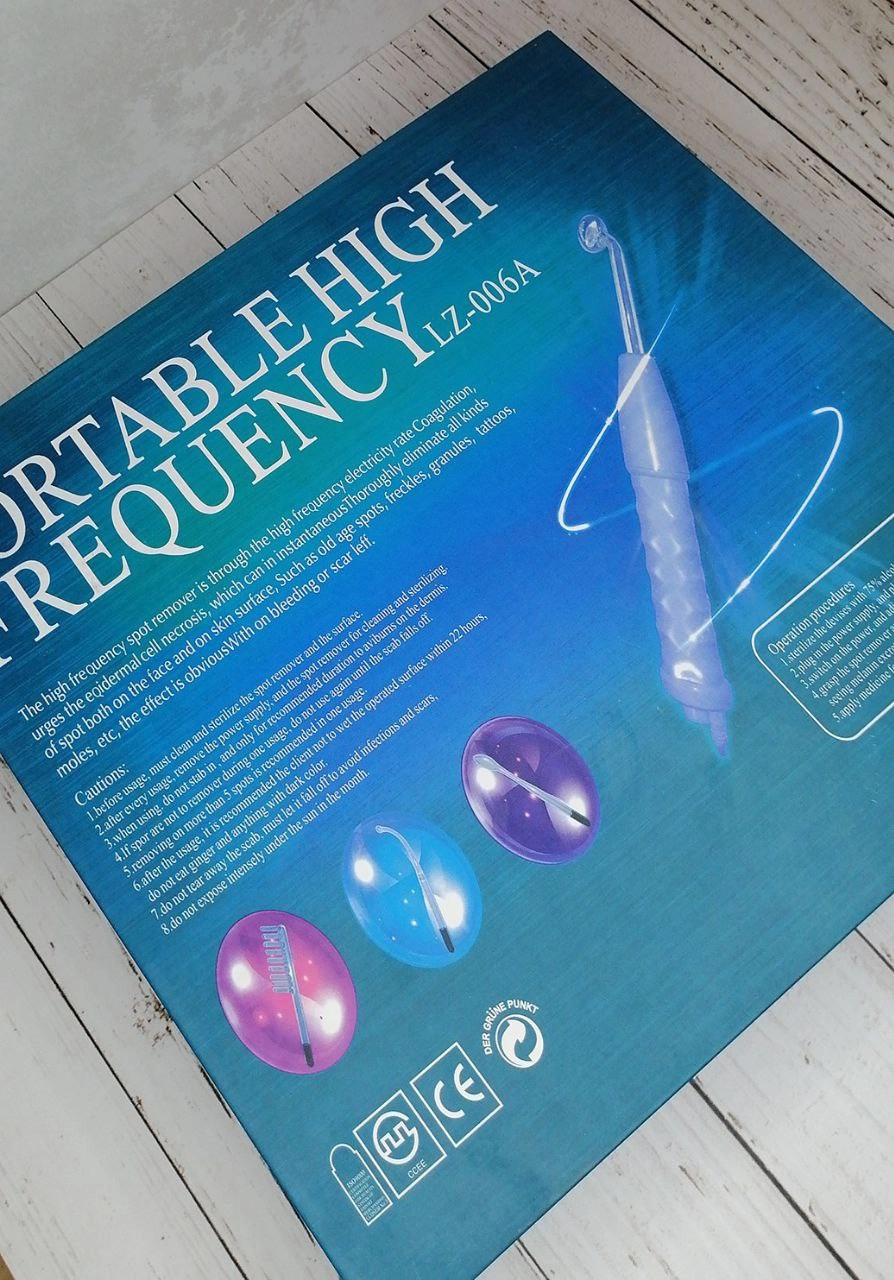 ORTABLE HIGH
FREQUENCY LZ-006A
The high frequency spot remover is through the high frequency electricity rate Coagulation,
urges the eqidermal cell necrosis, which can in instantaneousThoroughly eliminate all kinds
of spot both on the face and on skin surface, Such as old age spots, freckles, granules, tattoos,
moles, etc, the effect is obviousWith on bleeding or scar left.
Cautions:
1.before usage, must clean and sterilize the spot remover and the surface.
2.after every usage, remove the power supply, and the spot remover for cleaning and sterilizing.
3.when using, do not stab in, and only for recommended duration to aviburns on the dermis.
4.If spor are not to remover during one usage, do not use again until the scab falls off.
5.removing on more than 5 spots is recommended in one usage.
6.after the usage, it is recommended the client not to wet the operated surface within 22 hours,
do not eat ginger and anything with dark color.
7.do not tear away the scab, must let it fall off to avoid infections and scars,
8.do not expose intensely under the sun in the month.
Operation procedures
1.sterilize the devises with 75%
2.plug in the power supply,
3.switch on the power, and
4.grasp the spot remo
5.apply medicine
DER GRÜNE PUNKT
CE
CCEE
ISO9000